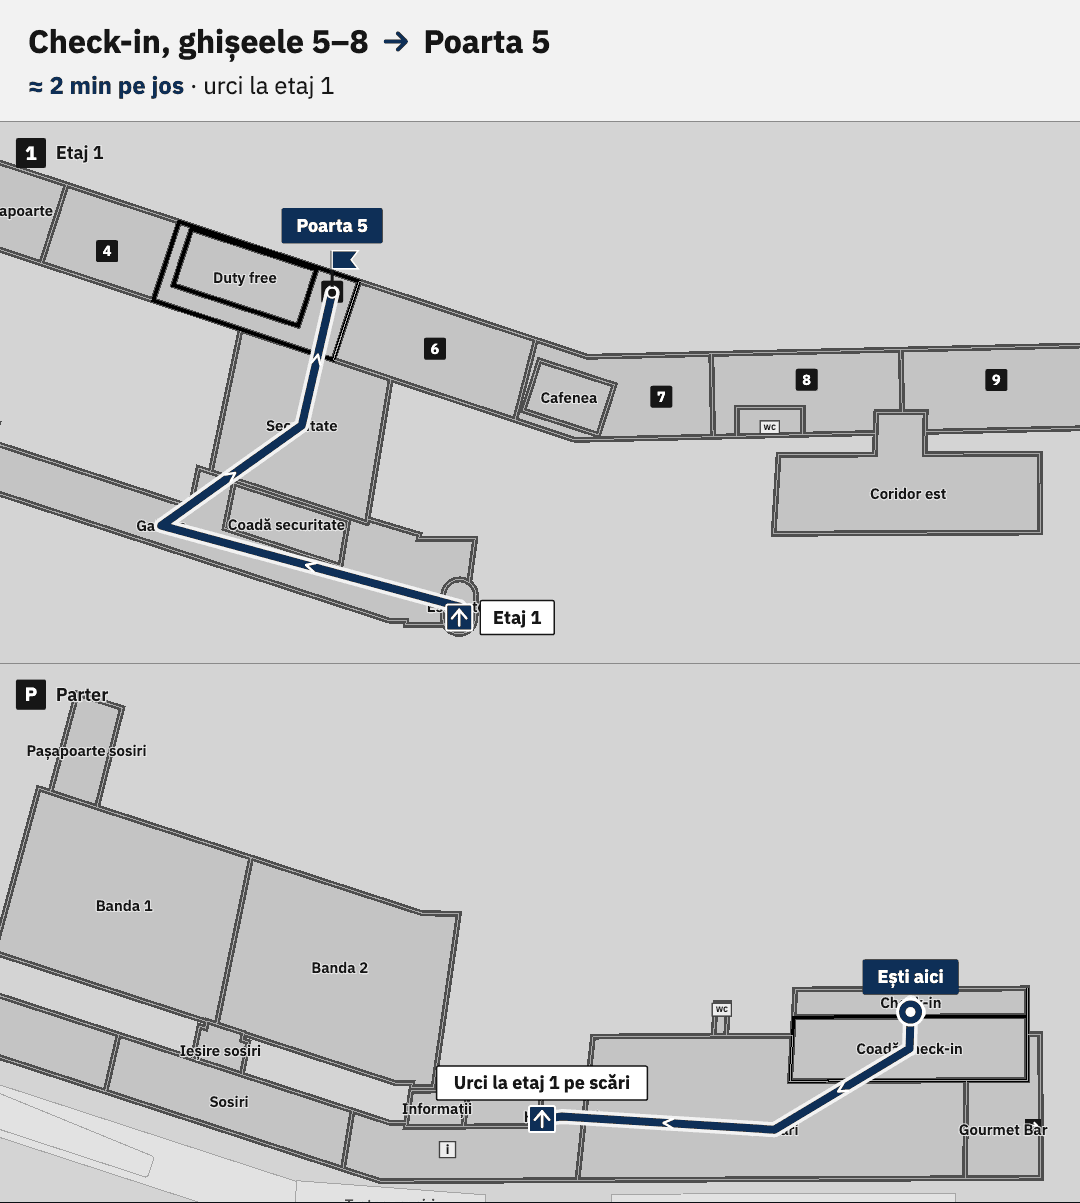 Check-in, ghișeele 5–8 → Poarta 5
≈ 2 min pe jos · urci la etaj 1
1 Etaj 1
apoarte
4
Poarta 5
Duty free
6
Cafenea
7
8
9
wc
Coridor est
Coadă securitate
Etaj 1
P Parter
Pașapoarte sosiri
Banda 1
Banda 2
Ești aici
wc
Ieșire sosiri
Urci la etaj 1 pe scări
Sosiri
Informații
i
Gourmet Bar